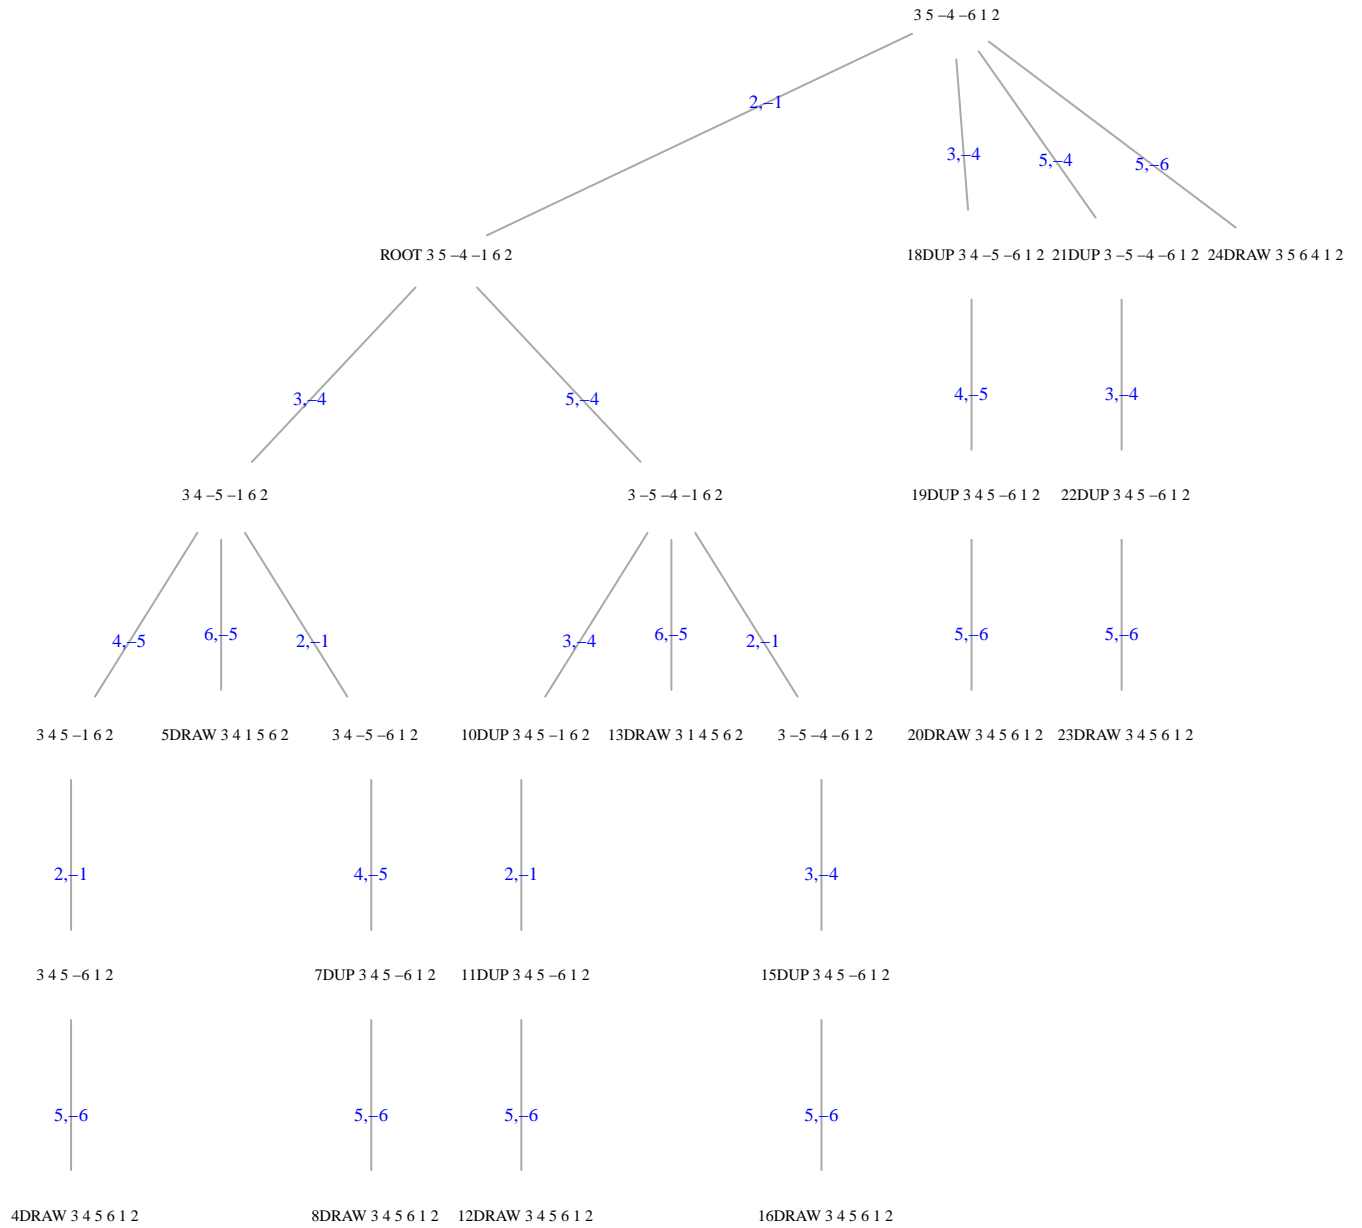 3 5 –4 –6 1 2
2,–1
3,–4
5,–4
5,–6
ROOT 3 5 –4 –1 6 2
18DUP 3 4 –5 –6 1 2
21DUP 3 –5 –4 –6 1 2
24DRAW 3 5 6 4 1 2
3,–4
5,–4
4,–5
3,–4
3 4 –5 –1 6 2
3 –5 –4 –1 6 2
19DUP 3 4 5 –6 1 2
22DUP 3 4 5 –6 1 2
4,–5
6,–5
2,–1
3,–4
6,–5
2,–1
5,–6
5,–6
3 4 5 –1 6 2
5DRAW 3 4 1 5 6 2
3 4 –5 –6 1 2
10DUP 3 4 5 –1 6 2
13DRAW 3 1 4 5 6 2
3 –5 –4 –6 1 2
20DRAW 3 4 5 6 1 2
23DRAW 3 4 5 6 1 2
2,–1
4,–5
2,–1
3,–4
3 4 5 –6 1 2
7DUP 3 4 5 –6 1 2
11DUP 3 4 5 –6 1 2
15DUP 3 4 5 –6 1 2
5,–6
5,–6
5,–6
5,–6
4DRAW 3 4 5 6 1 2
8DRAW 3 4 5 6 1 2
12DRAW 3 4 5 6 1 2
16DRAW 3 4 5 6 1 2